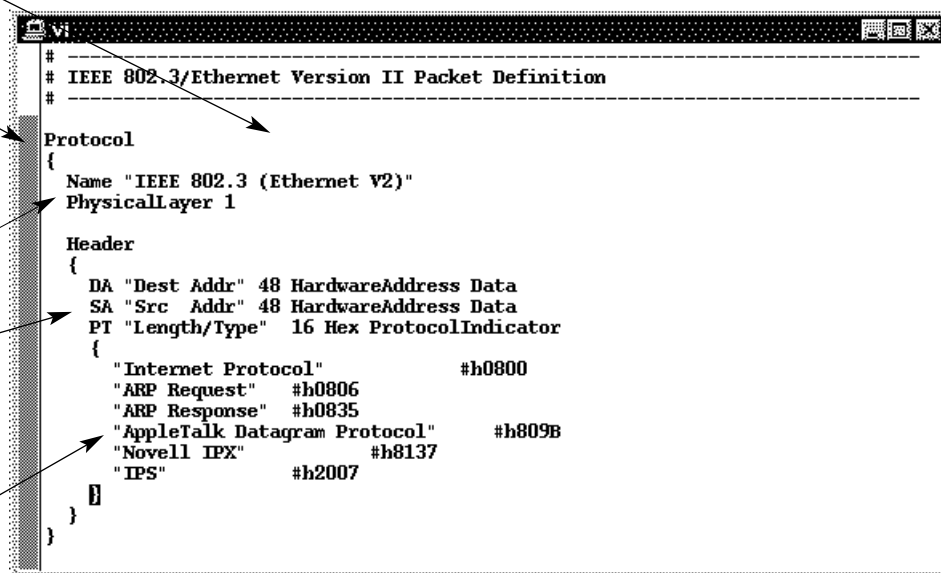 vi
# ----------------------------------------------------------------------------
# IEEE 802.3/Ethernet Version II Packet Definition
# ----------------------------------------------------------------------------
Protocol
{
Name "IEEE 802.3 (Ethernet V2)"
PhysicalLayer 1
Header
{
DA "Dest Addr" 48 HardwareAddress Data
SA "Src  Addr" 48 HardwareAddress Data
PT "Length/Type"  16 Hex ProtocolIndicator
{
"Internet Protocol" #h0800
"ARP Request" #h0806
"ARP Response" #h0835
"AppleTalk Datagram Protocol" #h809B
"Novell IPX" #h8137
"IPS" #h2007
}
}
}